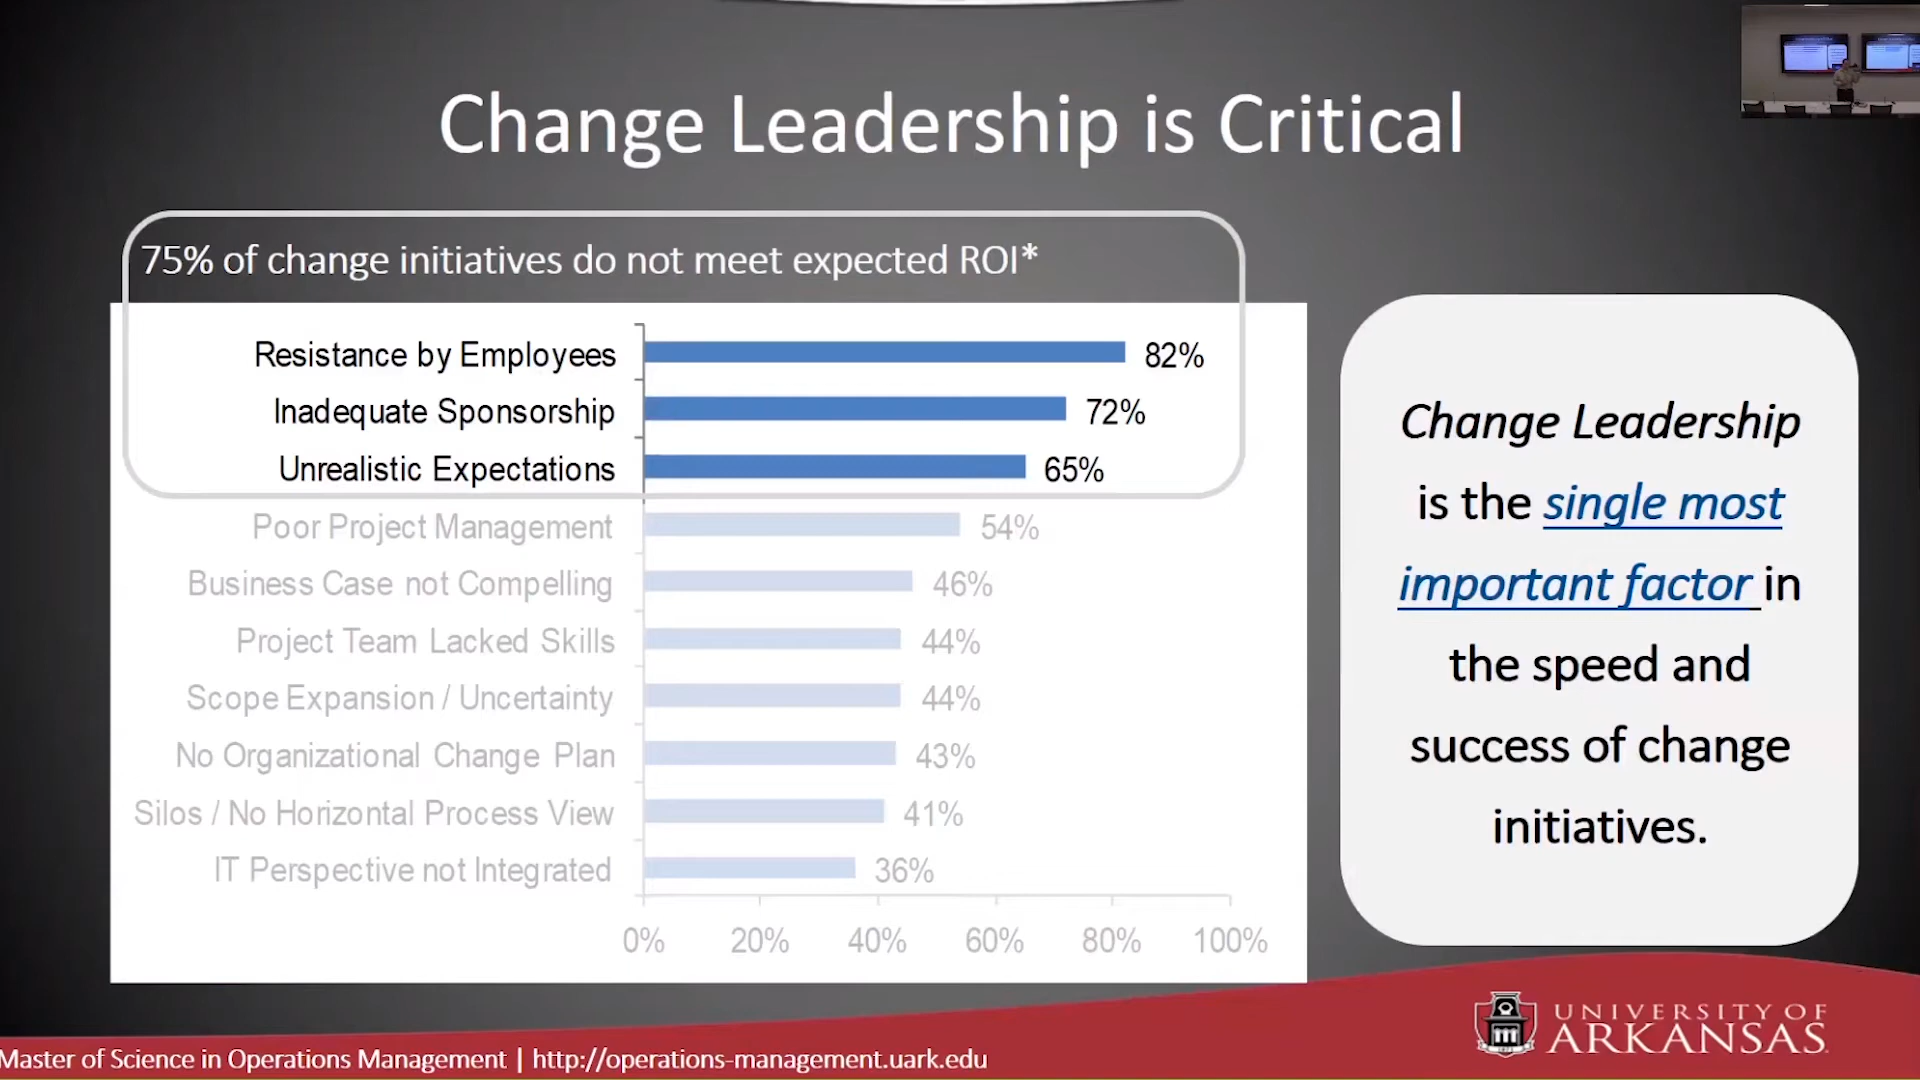 Change Leadership is Critical
75% of change initiatives do not meet expected ROI*
Resistance by Employees 82%
Inadequate Sponsorship 72%
Unrealistic Expectations 65%
Poor Project Management 54%
Business Case not Compelling 46%
Project Team Lacked Skills 44%
Scope Expansion / Uncertainty 44%
No Organizational Change Plan 43%
Silos / No Horizontal Process View 41%
IT Perspective not Integrated 36%
0% 20% 40% 60% 80% 100%
Change Leadership
is the single most
important factor in
the speed and
success of change
initiatives.
UNIVERSITY OF
ARKANSAS
Master of Science in Operations Management | http://operations-management.uark.edu